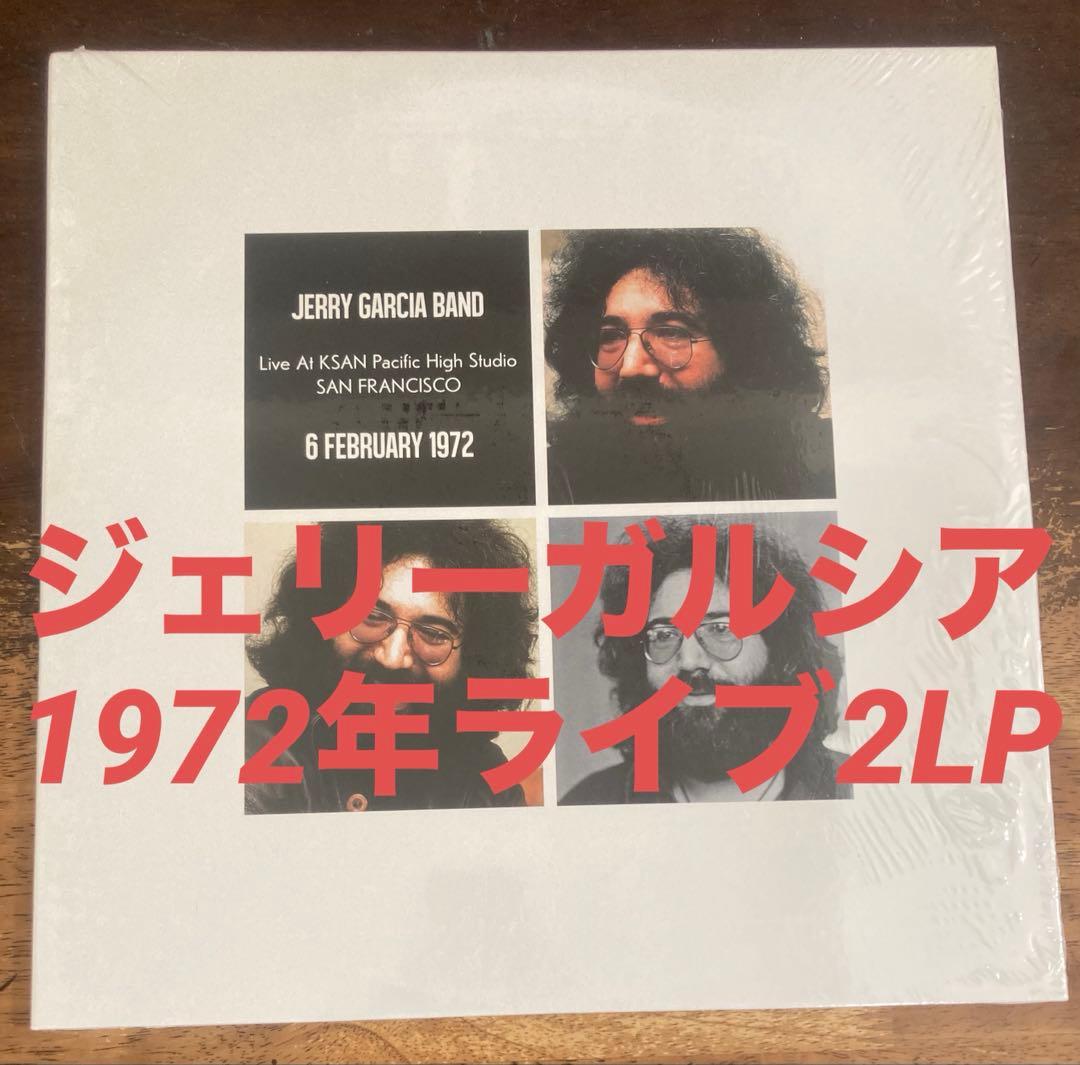 JERRY GARCIA BAND
Live At KSAN Pacific High Studio
SAN FRANCISCO
6 FEBRUARY 1972
ジェリーガルシア
1972年ライブ2LP